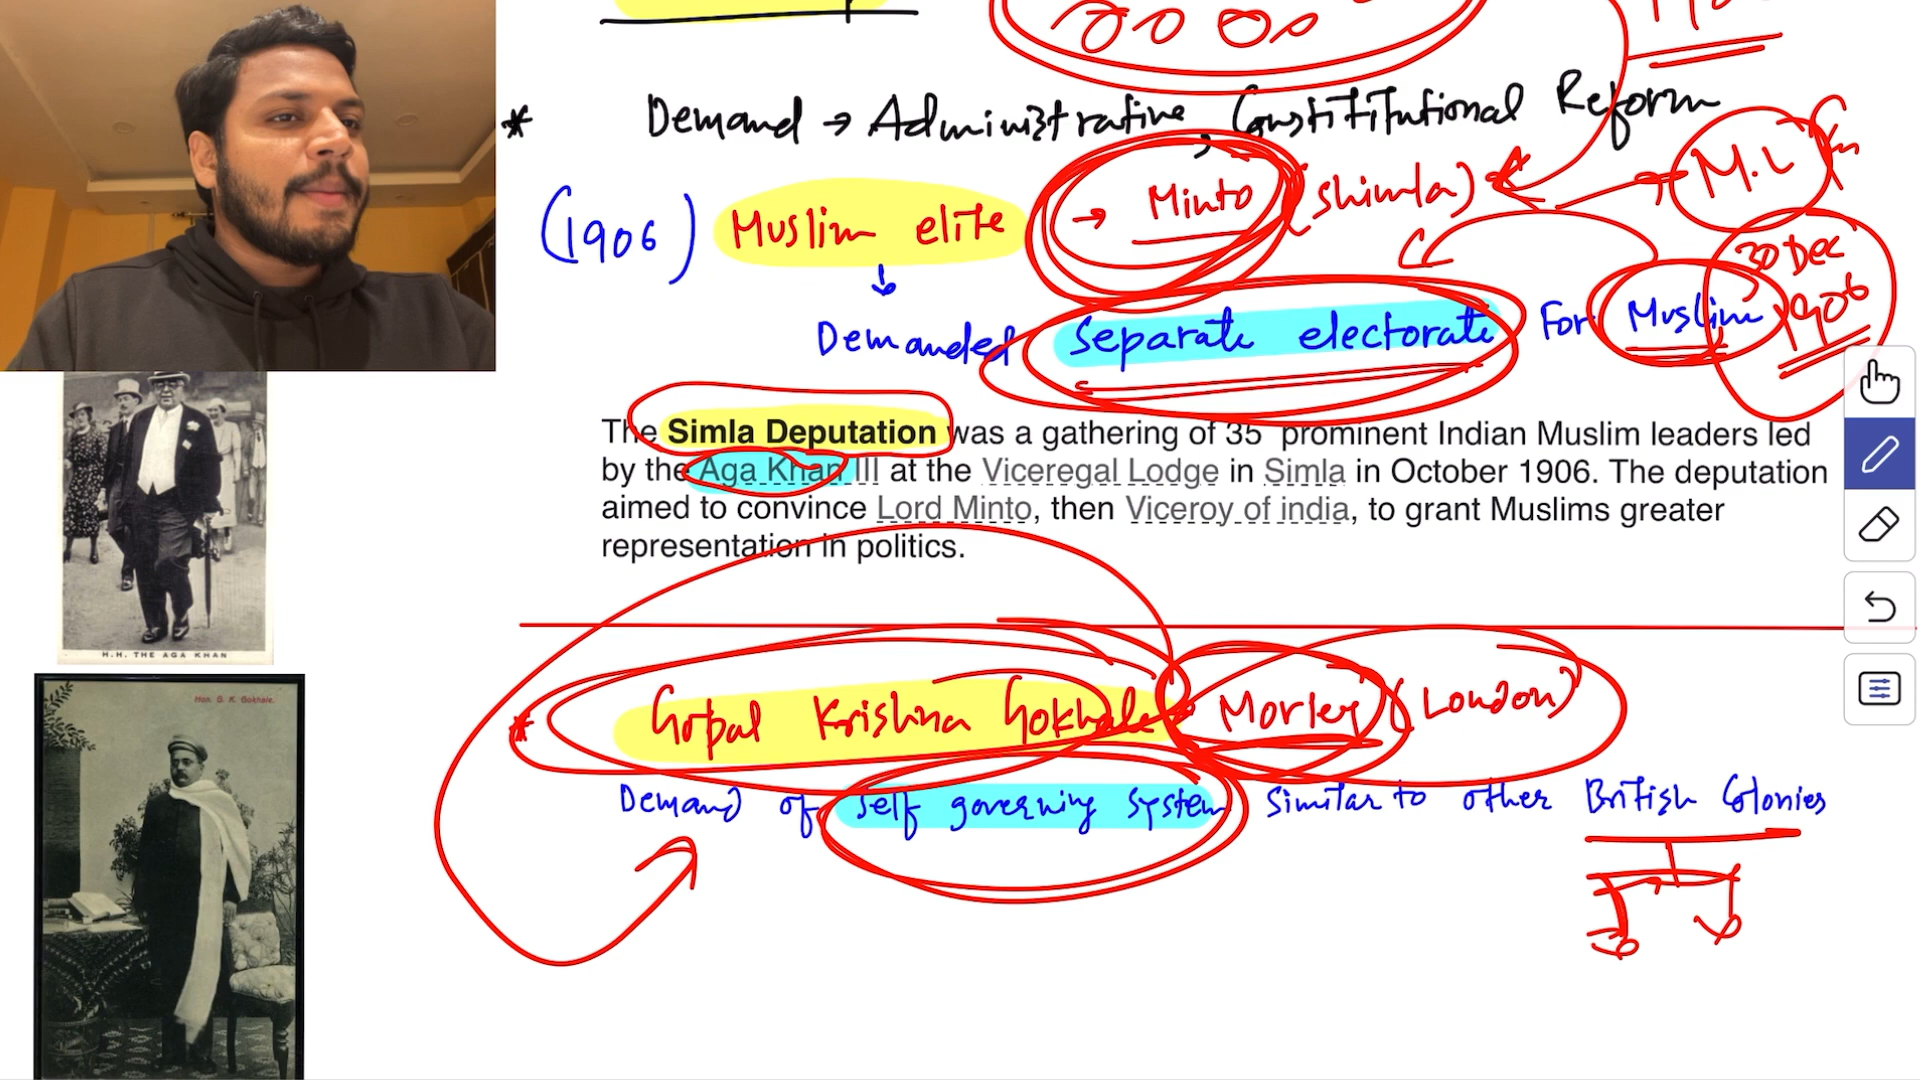 * Demand → Administrative, Constititutional Reform
(1906) Muslim elite → Minto (Shimla) M.L
30 Dec 1906
↓
Demanded Separate electorate For Muslim
The Simla Deputation was a gathering of 35 prominent Indian Muslim leaders led
by the Aga Khan III at the Viceregal Lodge in Simla in October 1906. The deputation
aimed to convince Lord Minto, then Viceroy of india, to grant Muslims greater
representation in politics.
H.H. THE AGA KHAN
Hon. G. K. Gokhale.
* Gopal Krishna Gokhale Morley (London)
Demand of self governing system similar to other British Colonies